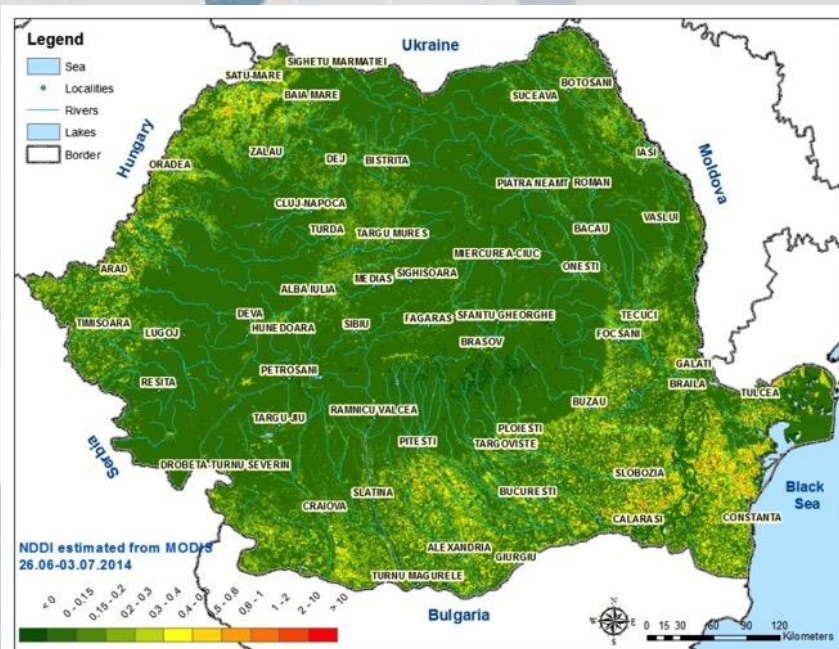 Legend
Sea
Localities
Rivers
Lakes
Border
Ukraine
Hungary
Moldova
Serbia
Bulgaria
Black
Sea
SIGHETU MARMATIEI
SATU-MARE
BAIA MARE
BOTOSANI
SUCEAVA
IASI
ZALAU
DEJ
BISTRITA
ORADEA
PIATRA NEAMT
ROMAN
CLUJ-NAPOCA
VASLUI
TURDA
TARGU MURES
BACAU
MIERCUREA-CIUC
ARAD
MEDIAS
SIGHISOARA
ONESTI
ALBA IULIA
TIMISOARA
LUGOJ
DEVA
HUNEDOARA
SIBIU
FAGARAS
SFANTU GHEORGHE
TECUCI
FOCSANI
BRASOV
GALATI
BRAILA
RESITA
PETROSANI
TULCEA
TARGU-JIU
RAMNICU VALCEA
BUZAU
PITESTI
PLOIESTI
TARGOVISTE
DROBETA-TURNU SEVERIN
SLATINA
BUCURESTI
SLOBOZIA
CRAIOVA
CALARASI
CONSTANTA
ALEXANDRIA
GIURGIU
TURNU MAGURELE
NDDI estimated from MODIS
26.06-03.07.2014
< 0
0 - 0.15
0.15 - 0.2
0.2 - 0.3
0.3 - 0.4
0.4 - 0.5
0.5 - 0.8
0.8 - 1
1 - 2
2 - 10
> 10
N
W E
S
0 15 30 60 90 120
Kilometers